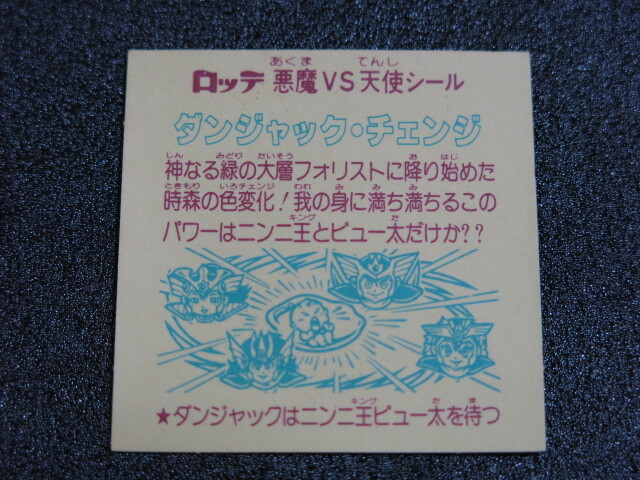 ロッテ 悪魔VS天使シール
ダンジャック・チェンジ
神なる緑の大層フォリストに降り始めた
時森の色変化!我の身に満ち満ちるこの
パワーはニンニ王とピュー太だけか??
★ダンジャックはニンニ王ピュー太を待つ